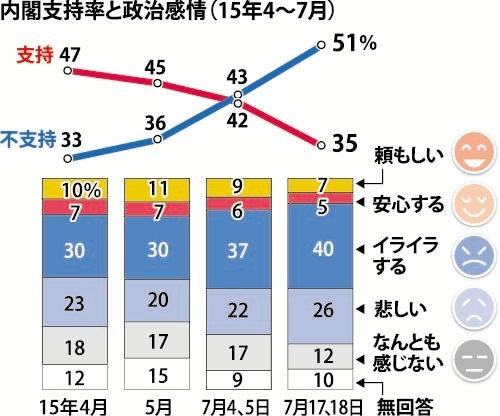 内閣支持率と政治感情(15年4〜7月)
支持 47 45 43 51%
不支持 33 36 42 35
10% 11 9 7 頼もしい
7 7 6 5 安心する
30 30 37 40 イライラ
する
23 20 22 26 悲しい
18 17 17 12 なんとも
感じない
12 15 9 10 無回答
15年4月 5月 7月4、5日 7月17、18日